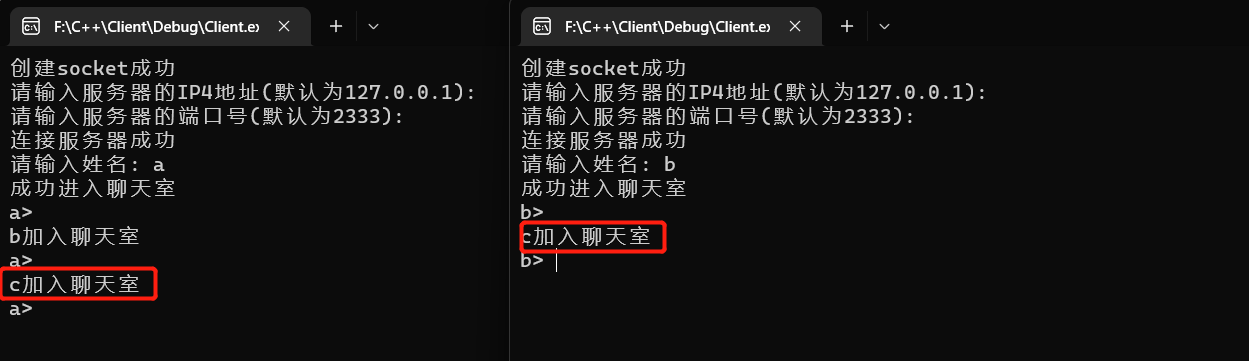 F:\C++\Client\Debug\Client.ex
创建socket成功
请输入服务器的IP4地址(默认为127.0.0.1):
请输入服务器的端口号(默认为2333):
连接服务器成功
请输入姓名: a
成功进入聊天室
a>
b加入聊天室
a>
c加入聊天室
a>
F:\C++\Client\Debug\Client.ex
创建socket成功
请输入服务器的IP4地址(默认为127.0.0.1):
请输入服务器的端口号(默认为2333):
连接服务器成功
请输入姓名: b
成功进入聊天室
b>
c加入聊天室
b>